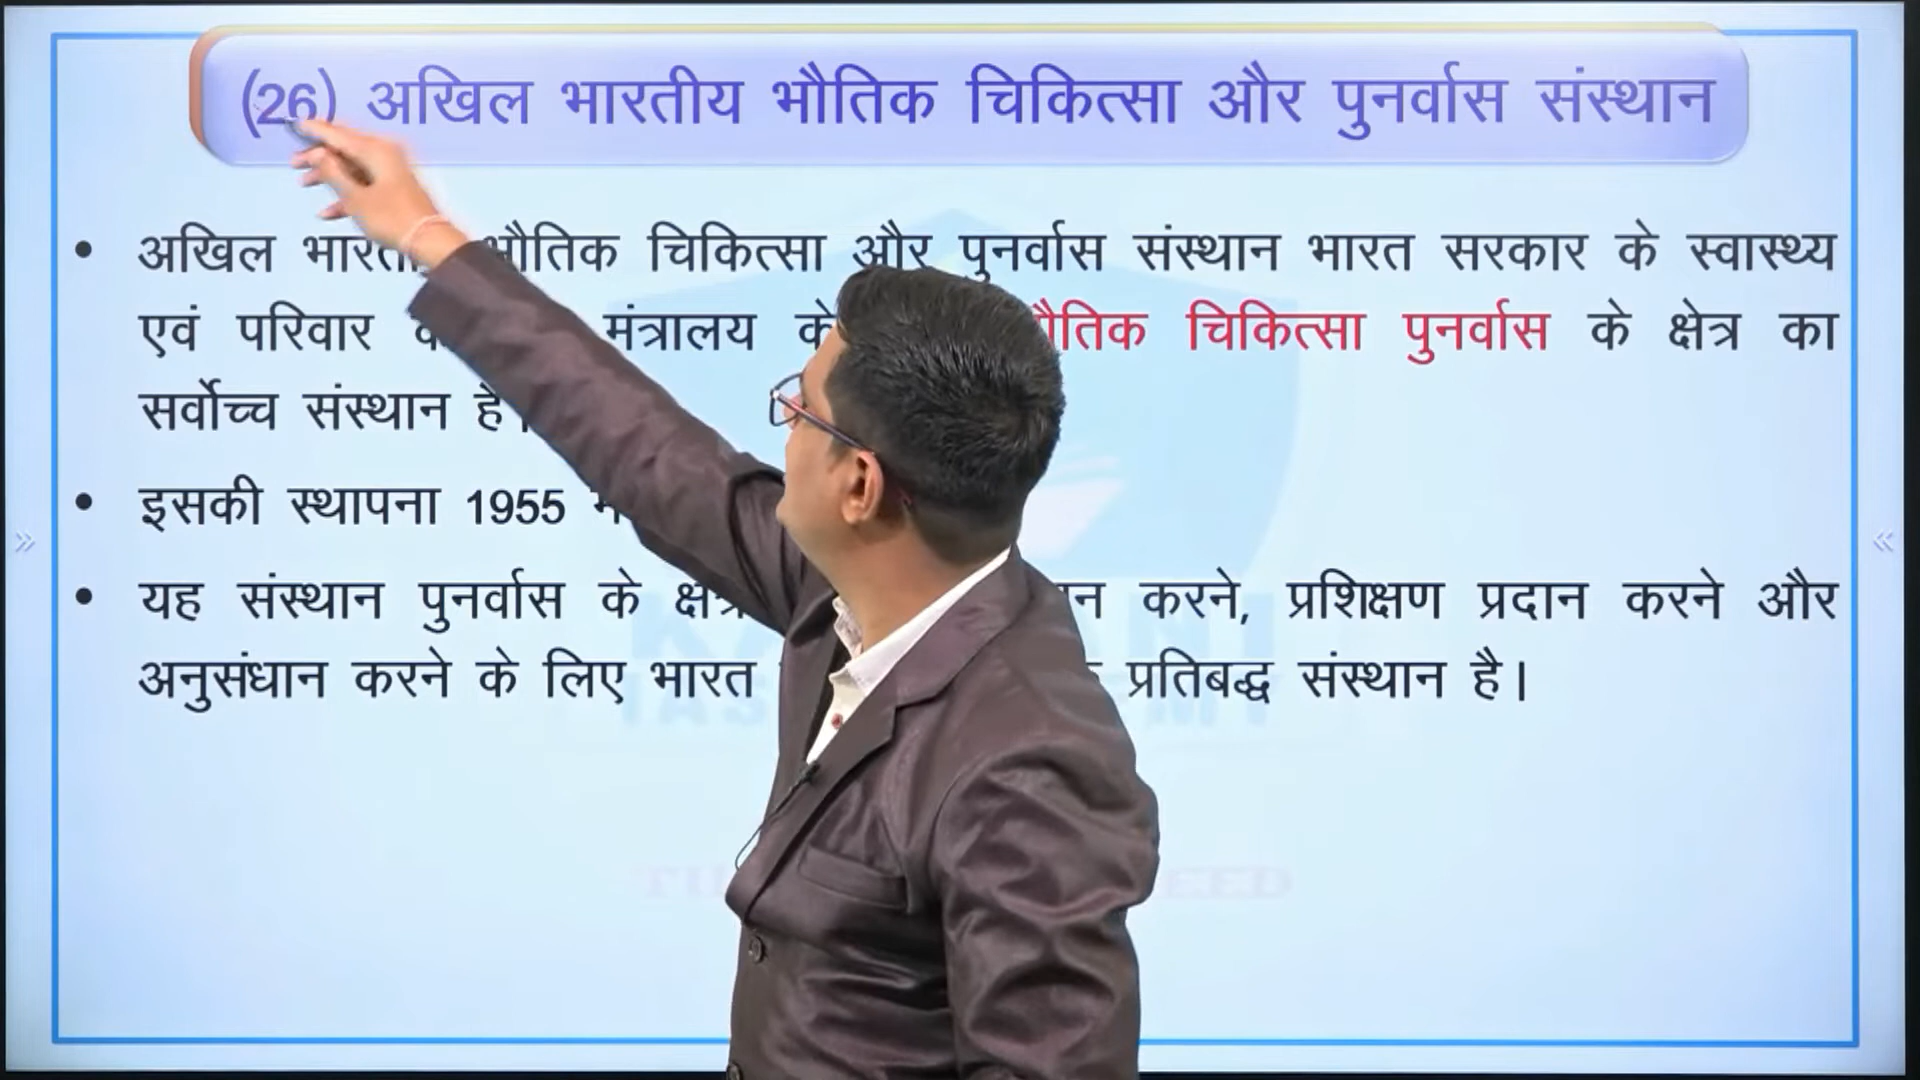 (26) अखिल भारतीय भौतिक चिकित्सा और पुनर्वास संस्थान
• अखिल भौतिक चिकित्सा और पुनर्वास संस्थान भारत सरकार के स्वास्थ्य
एवं परिवार मंत्रालय के भौतिक चिकित्सा पुनर्वास के क्षेत्र का
सर्वोच्च संस्थान है।
• इसकी स्थापना 1955
• यह संस्थान पुनर्वास के करने, प्रशिक्षण प्रदान करने और
अनुसंधान करने के लिए भारत प्रतिबद्ध संस्थान है।